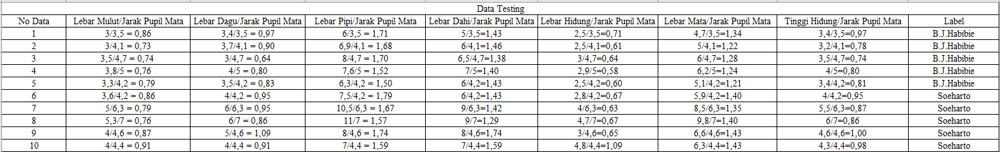 Data Testing
No Data Lebar Mulut/Jarak Pupil Mata Lebar Dagu/Jarak Pupil Mata Lebar Pipi/Jarak Pupil Mata Lebar Dahi/Jarak Pupil Mata Lebar Hidung/Jarak Pupil Mata Lebar Mata/Jarak Pupil Mata Tinggi Hidung/Jarak Pupil Mata Label
1 3/3,5 = 0,86 3,4/3,5 = 0,97 6/3,5 = 1,71 5/3,5=1,43 2,5/3,5=0,71 4,7/3,5=1,34 3,4/3,5=0,97 B.J.Habibie
2 3/4,1 = 0,73 3,7/4,1 = 0,90 6,9/4,1 = 1,68 6/4,1=1,46 2,5/4,1=0,61 5/4,1=1,22 3,2/4,1=0,78 B.J.Habibie
3 3,5/4,7 = 0,74 3/4,7 = 0,64 8/4,7 = 1,70 6,5/4,7=1,38 3/4,7=0,64 6/4,7=1,28 3,5/4,7=0,74 B.J.Habibie
4 3,8/5 = 0,76 4/5 = 0,80 7,6/5 = 1,52 7/5=1,40 2,9/5=0,58 6,2/5=1,24 4/5=0,80 B.J.Habibie
5 3,3/4,2 = 0,79 3,5/4,2 = 0,83 6,3/4,2 = 1,50 6/4,2=1,43 2,5/4,2=0,60 5,1/4,2=1,21 3,4/4,2=0,81 B.J.Habibie
6 3,6/4,2 = 0,86 4/4,2 = 0,95 7,5/4,2 = 1,79 6/4,2=1,43 2,8/4,2=0,67 5,9/4,2=1,40 4/4,2=0,95 Soeharto
7 5/6,3 = 0,79 6/6,3 = 0,95 10,5/6,3 = 1,67 9/6,3=1,42 4/6,3=0,63 8,5/6,3=1,35 5,5/6,3=0,87 Soeharto
8 5,3/7 = 0,76 6/7 = 0,86 11/7 = 1,57 9/7=1,29 4,7/7=0,67 9,8/7=1,40 6/7=0,86 Soeharto
9 4/4,6 = 0,87 5/4,6 = 1,09 8/4,6 = 1,74 8/4,6=1,74 3/4,6=0,65 6,6/4,6=1,43 4,6/4,6=1,00 Soeharto
10 4/4,4 = 0,91 4/4,4 = 0,91 7/4,4 = 1,59 7/4,4=1,59 4,8/4,4=1,09 6,3/4,4=1,43 4,3/4,4=0,98 Soeharto